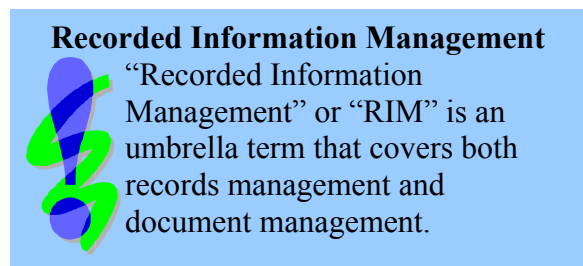 Recorded Information Management
“Recorded Information
Management” or “RIM” is an
umbrella term that covers both
records management and
document management.